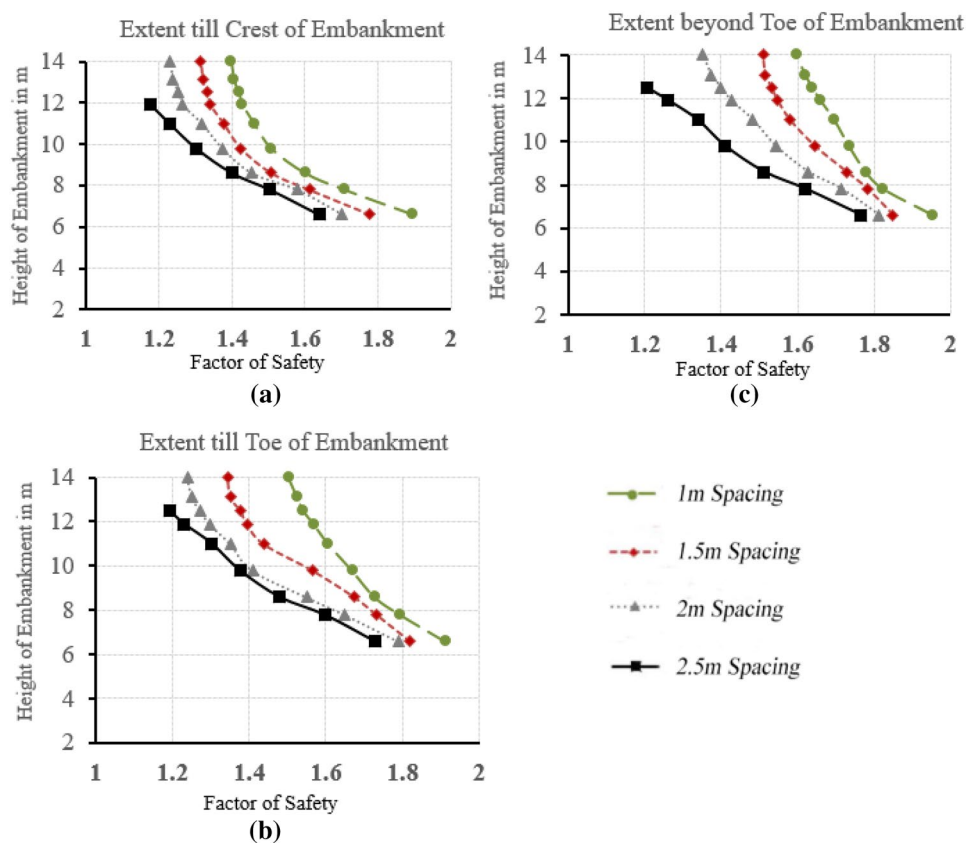 Extent till Crest of Embankment
Height of Embankment in m
14
12
10
8
6
4
2
1
1.2
1.4
1.6
1.8
2
Factor of Safety
(a)
Extent beyond Toe of Embankment
Height of Embankment in m
14
12
10
8
6
4
2
1
1.2
1.4
1.6
1.8
2
Factor of Safety
(c)
Extent till Toe of Embankment
Height of Embankment in m
14
12
10
8
6
4
2
1
1.2
1.4
1.6
1.8
2
Factor of Safety
(b)
1m Spacing
1.5m Spacing
2m Spacing
2.5m Spacing